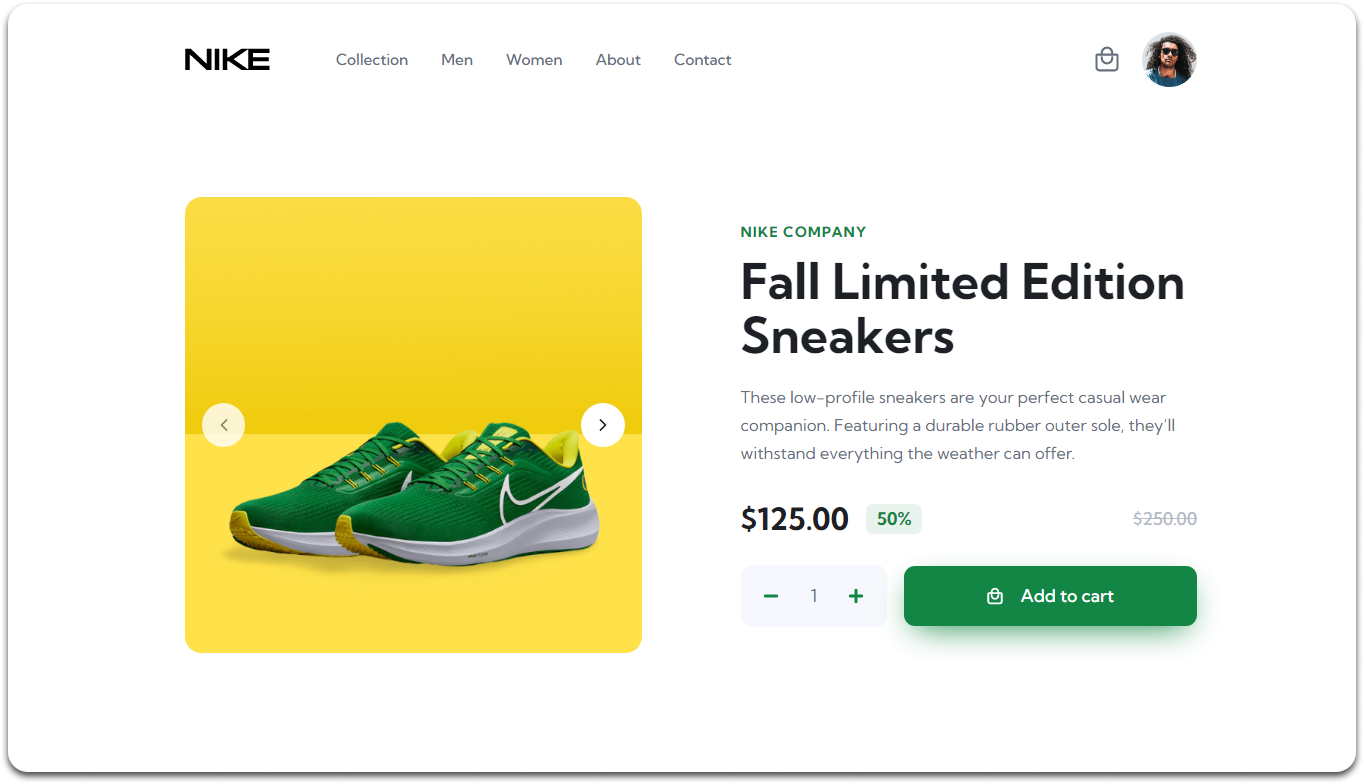 NIKE
Collection
Men
Women
About
Contact
NIKE COMPANY
Fall Limited Edition
Sneakers
These low-profile sneakers are your perfect casual wear
companion. Featuring a durable rubber outer sole, they'll
withstand everything the weather can offer.
$125.00
50%
$250.00
1
Add to cart